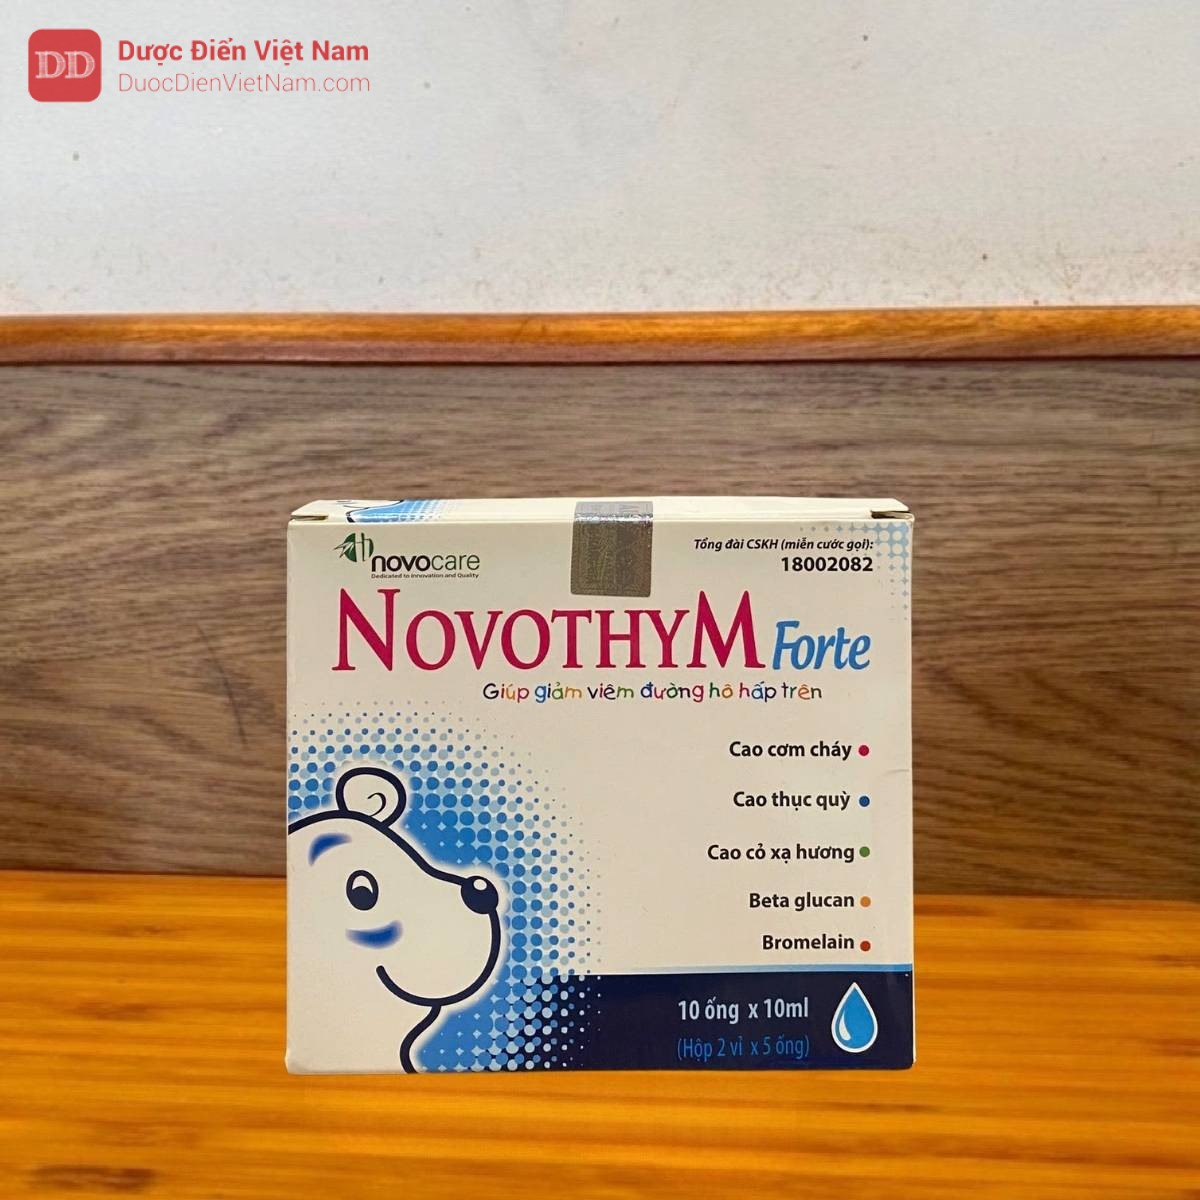 DD
Dược Điển Việt Nam
DuocDienVietNam.com
novocare
Dedicated to Innovation and Quality
Tổng đài CSKH (miễn cước gọi):
18002082
NOVOTHYM Forte
Giúp giảm viêm đường hô hấp trên
Cao cơm cháy
Cao thục quỳ
Cao cỏ xạ hương
Beta glucan
Bromelain
10 ống x 10ml
(Hộp 2 vỉ x 5 ống)